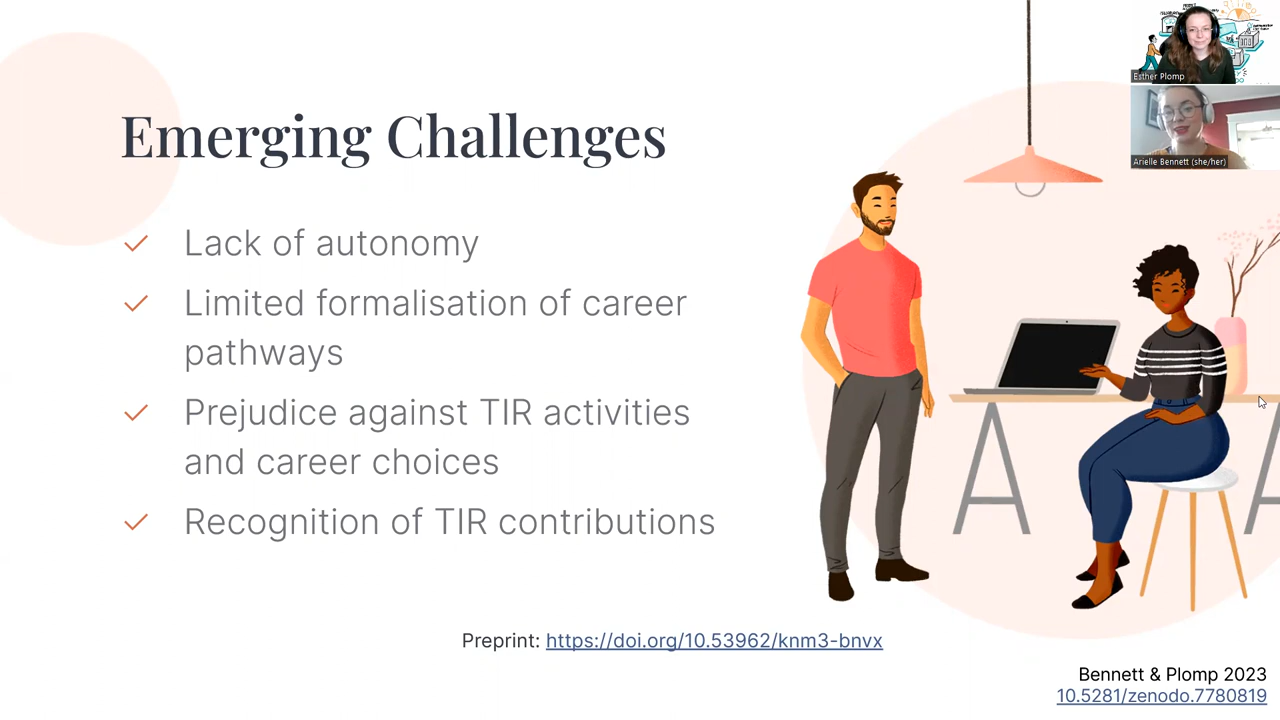 Emerging Challenges
Lack of autonomy
Limited formalisation of career
pathways
Prejudice against TIR activities
and career choices
Recognition of TIR contributions
Preprint: https://doi.org/10.53962/knm3-bnvx
Bennett & Plomp 2023
10.5281/zenodo.7780819
Esther Plomp
Arielle Bennett (she/her)